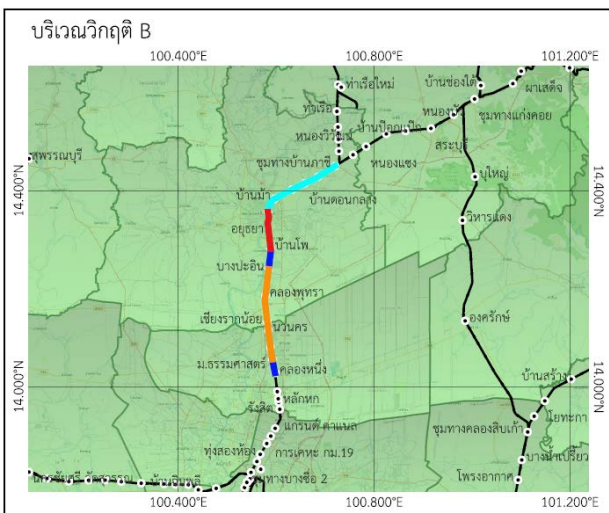 บริเวณวิกฤติ B
100.400°E 100.800°E 101.200°E
ท่าเรือใหม่
บ้านช่องใต้
ผาเสด็จ
ท่าเรือ
หนองวิวัฒน์
บ้านป๊อกแป๊ก
ชุมทางแก่งคอย
สุพรรณบุรี
ชุมทางบ้านภาชี
หนองแซง
สระบุรี
บุใหญ่
14.400°N
14.400°N
บ้านม้า
บ้านดอนกลาง
วิหารแดง
อยุธยา
บ้านโพ
บางปะอิน
คลองพุทรา
เชียงรากน้อย
นวนคร
องครักษ์
ม.ธรรมศาสตร์
คลองหนึ่ง
14.000°N
14.000°N
บ้านสร้าง
หลักหก
รังสิต
โยทะกา
แกรนด์ คาแนล
ชุมทางคลองสิบเก้า
ทุ่งสองห้อง
การเคหะ กม.19
บางน้ำเปรี้ยว
โพรงอากาศ
ชุมทางบางซื่อ 2
100.400°E 100.800°E 101.200°E